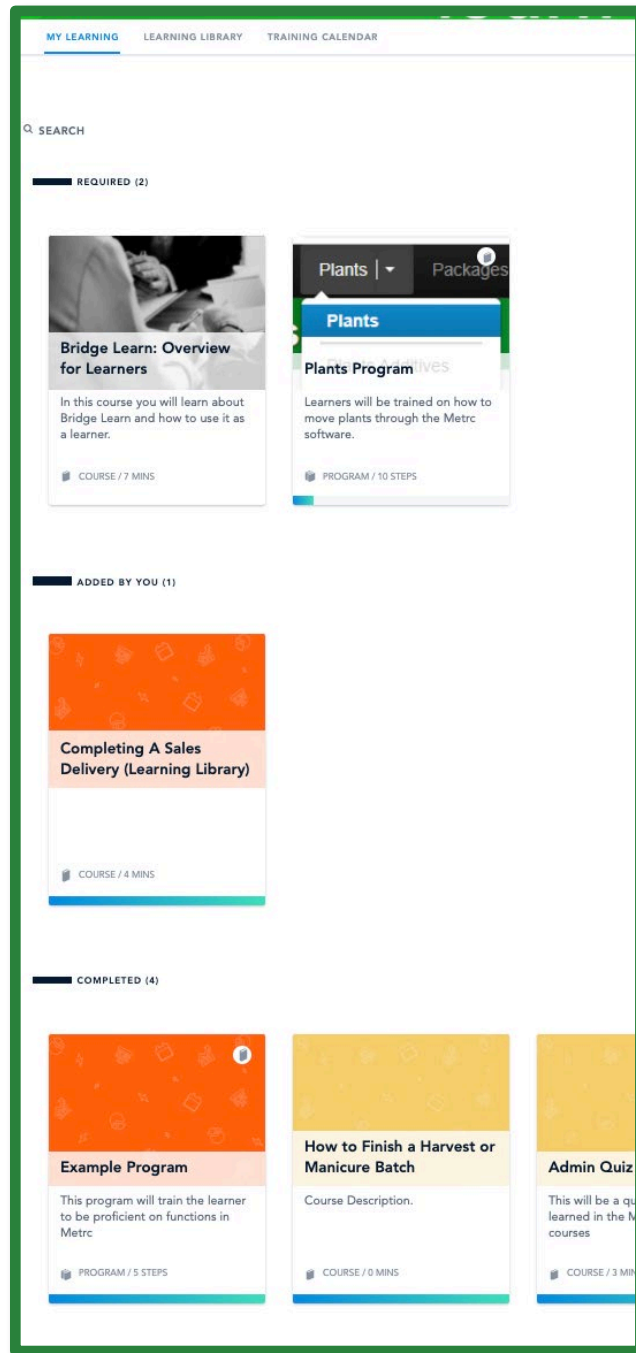 MY LEARNING LEARNING LIBRARY TRAINING CALENDAR
SEARCH
REQUIRED (2)
Plants Packages
Plants
Plants Additives
Bridge Learn: Overview
for Learners
In this course you will learn about
Bridge Learn and how to use it as
a learner.
COURSE / 7 MINS
Plants Program
Learners will be trained on how to
move plants through the Metrc
software.
PROGRAM / 10 STEPS
ADDED BY YOU (1)
Completing A Sales
Delivery (Learning Library)
COURSE / 4 MINS
COMPLETED (4)
Example Program
This program will train the learner
to be proficient on functions in
Metrc
PROGRAM / 5 STEPS
How to Finish a Harvest or
Manicure Batch
Course Description.
COURSE / 0 MINS
Admin Quiz
This will be a qu
learned in the M
courses
COURSE / 3 MIN